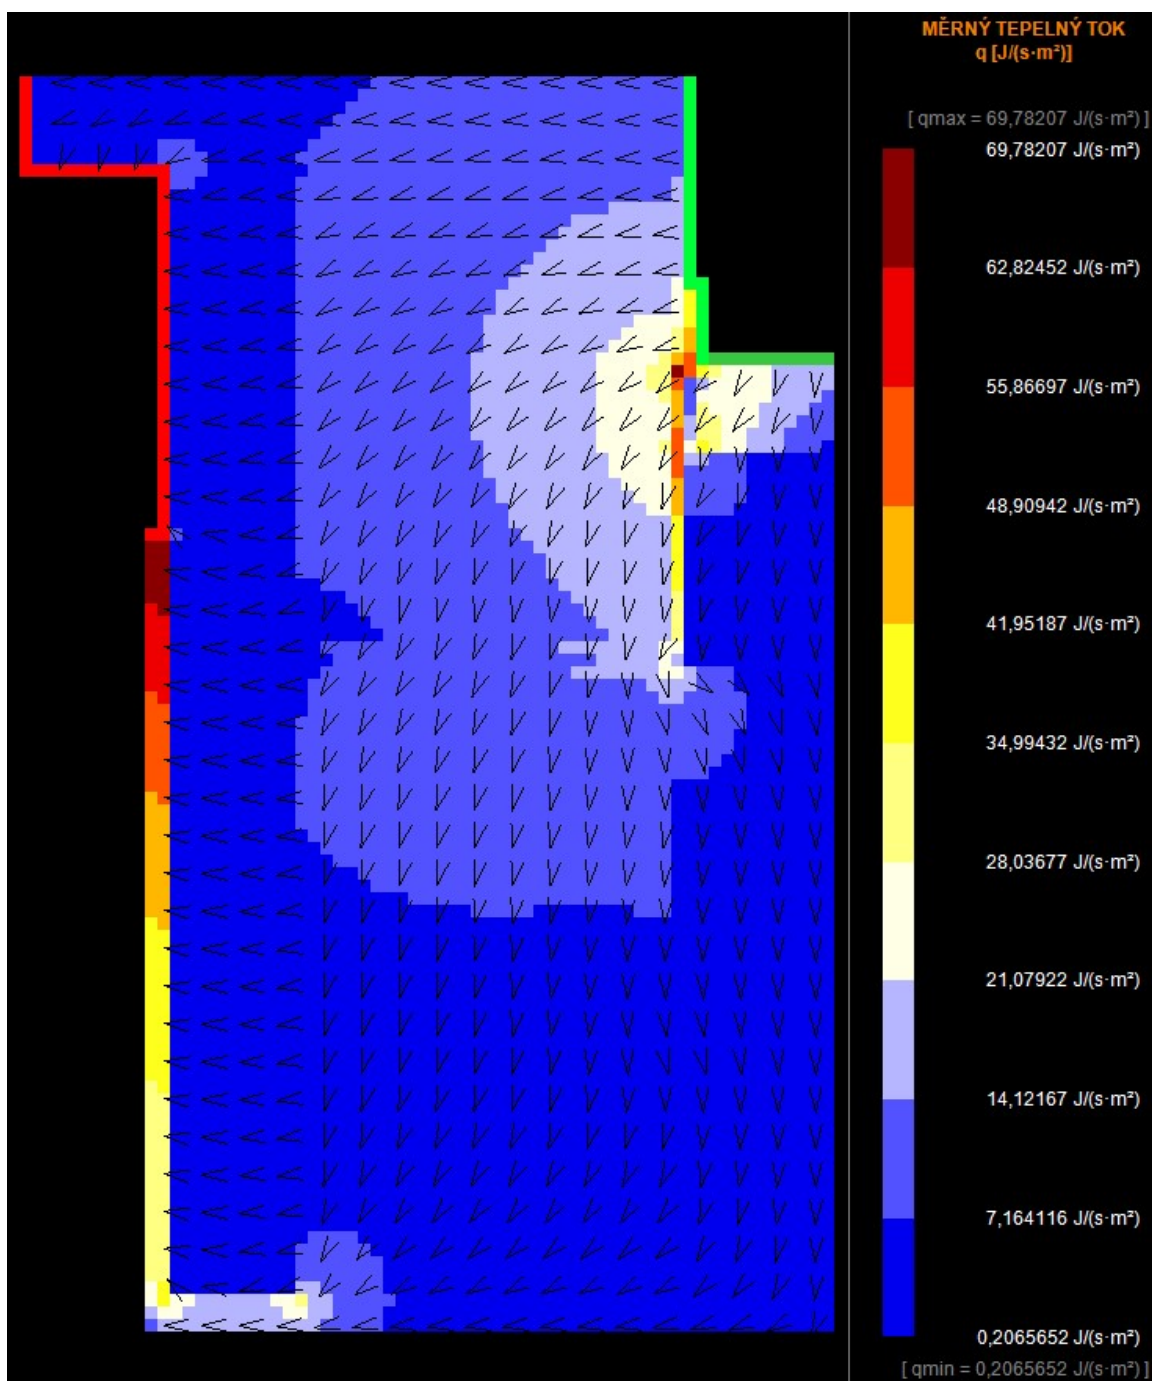 MĚRNÝ TEPELNÝ TOK
q [J/(s·m²)]
[ qmax = 69,78207 J/(s·m²) ]
69,78207 J/(s·m²)
62,82452 J/(s·m²)
55,86697 J/(s·m²)
48,90942 J/(s·m²)
41,95187 J/(s·m²)
34,99432 J/(s·m²)
28,03677 J/(s·m²)
21,07922 J/(s·m²)
14,12167 J/(s·m²)
7,164116 J/(s·m²)
0,2065652 J/(s·m²)
[ qmin = 0,2065652 J/(s·m²) ]